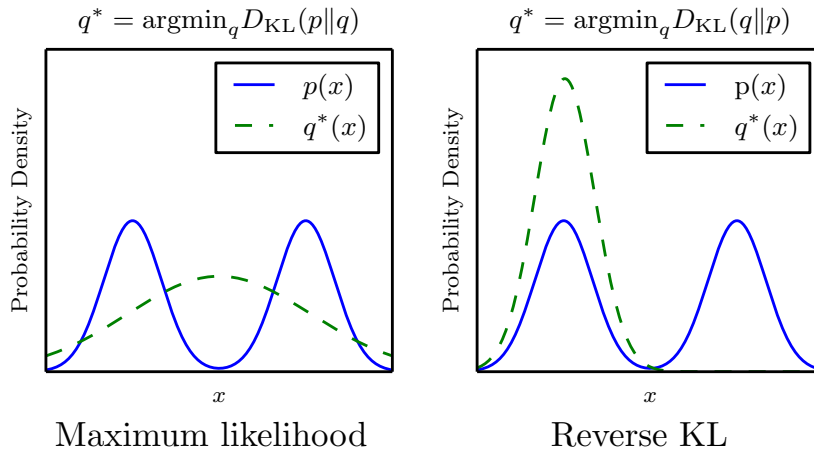 q* = argmin_q D_KL(p‖q)
p(x)
q*(x)
Probability Density
x
Maximum likelihood
q* = argmin_q D_KL(q‖p)
p(x)
q*(x)
Probability Density
x
Reverse KL